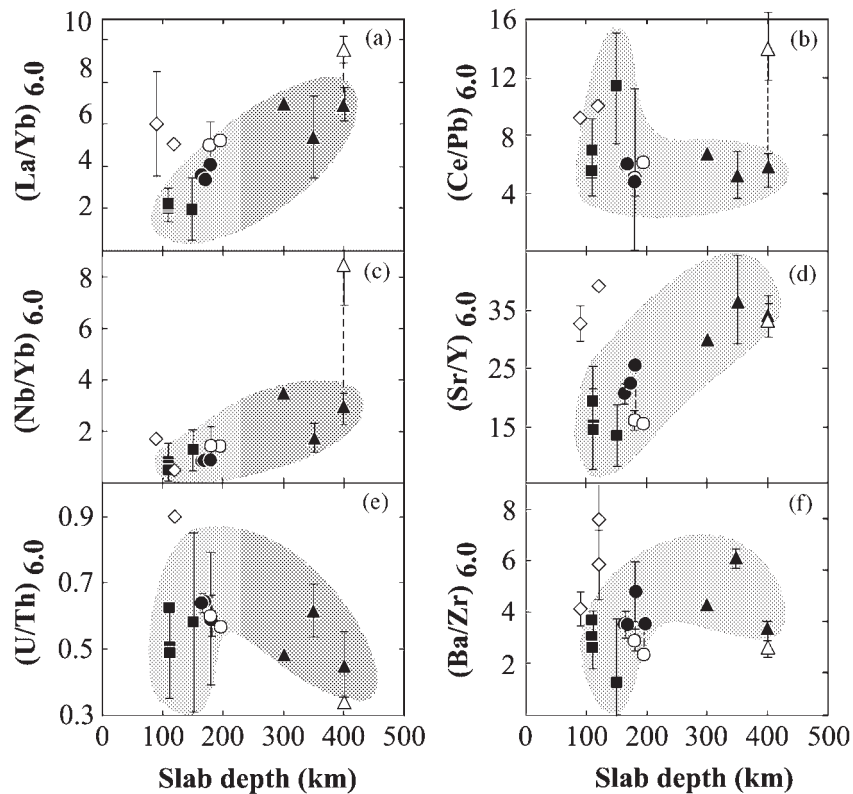 10
8
6
4
2
(La/Yb) 6.0
(a)
16
12
8
4
(Ce/Pb) 6.0
(b)
8
6
4
2
(Nb/Yb) 6.0
(c)
35
25
15
(Sr/Y) 6.0
(d)
0.9
0.7
0.5
0.3
(U/Th) 6.0
(e)
8
6
4
2
(Ba/Zr) 6.0
(f)
0 100 200 300 400 500
0 100 200 300 400 500
Slab depth (km)
Slab depth (km)